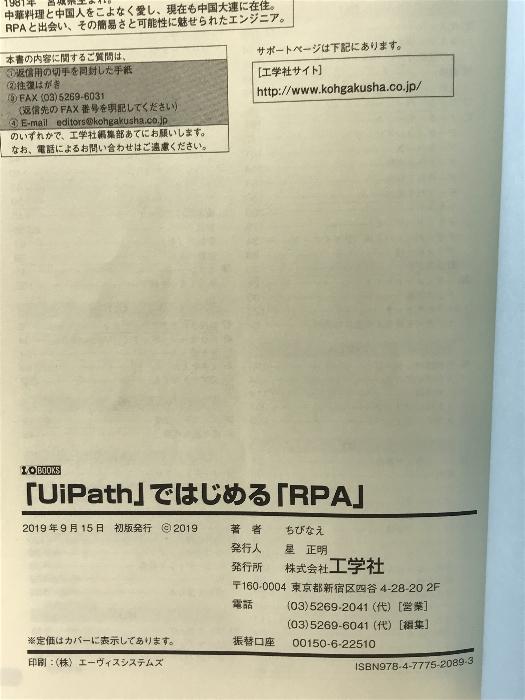 1981年 宮城県生まれ。
中華料理と中国人をこよなく愛し、現在も中国大連に在住。
RPAと出会い、その簡易さと可能性に魅せられたエンジニア。
本書の内容に関するご質問は、
①返信用の切手を同封した手紙
②往復はがき
③FAX (03)5269-6031
(返信先のFAX番号を明記してください)
④E-mail editors@kohgakusha.co.jp
のいずれかで、工学社編集部あてにお願いします。
なお、電話によるお問い合わせはご遠慮ください。
サポートページは下記にあります。
[工学社サイト]
http://www.kohgakusha.co.jp/
I/O BOOKS
「UiPath」ではじめる「RPA」
2019年9月15日 初版発行 ©2019
著者 ちびなえ
発行人 星 正明
発行所 株式会社工学社
〒160-0004 東京都新宿区四谷 4-28-20 2F
電話 (03)5269-2041(代)[営業]
(03)5269-6041(代)[編集]
※定価はカバーに表示してあります。
振替口座 00150-6-22510
印刷:(株)エーヴィスシステムズ
ISBN978-4-7775-2089-3